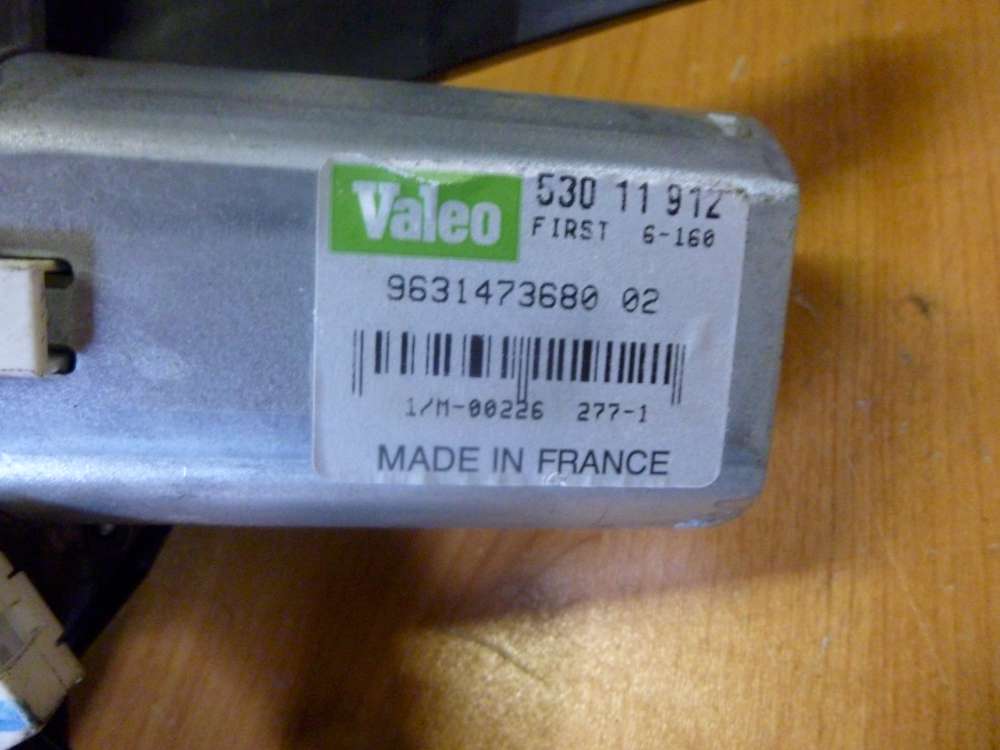 Valeo
530 11 912
FIRST 6-160
9631473680 02
1/M-00226 277-1
MADE IN FRANCE